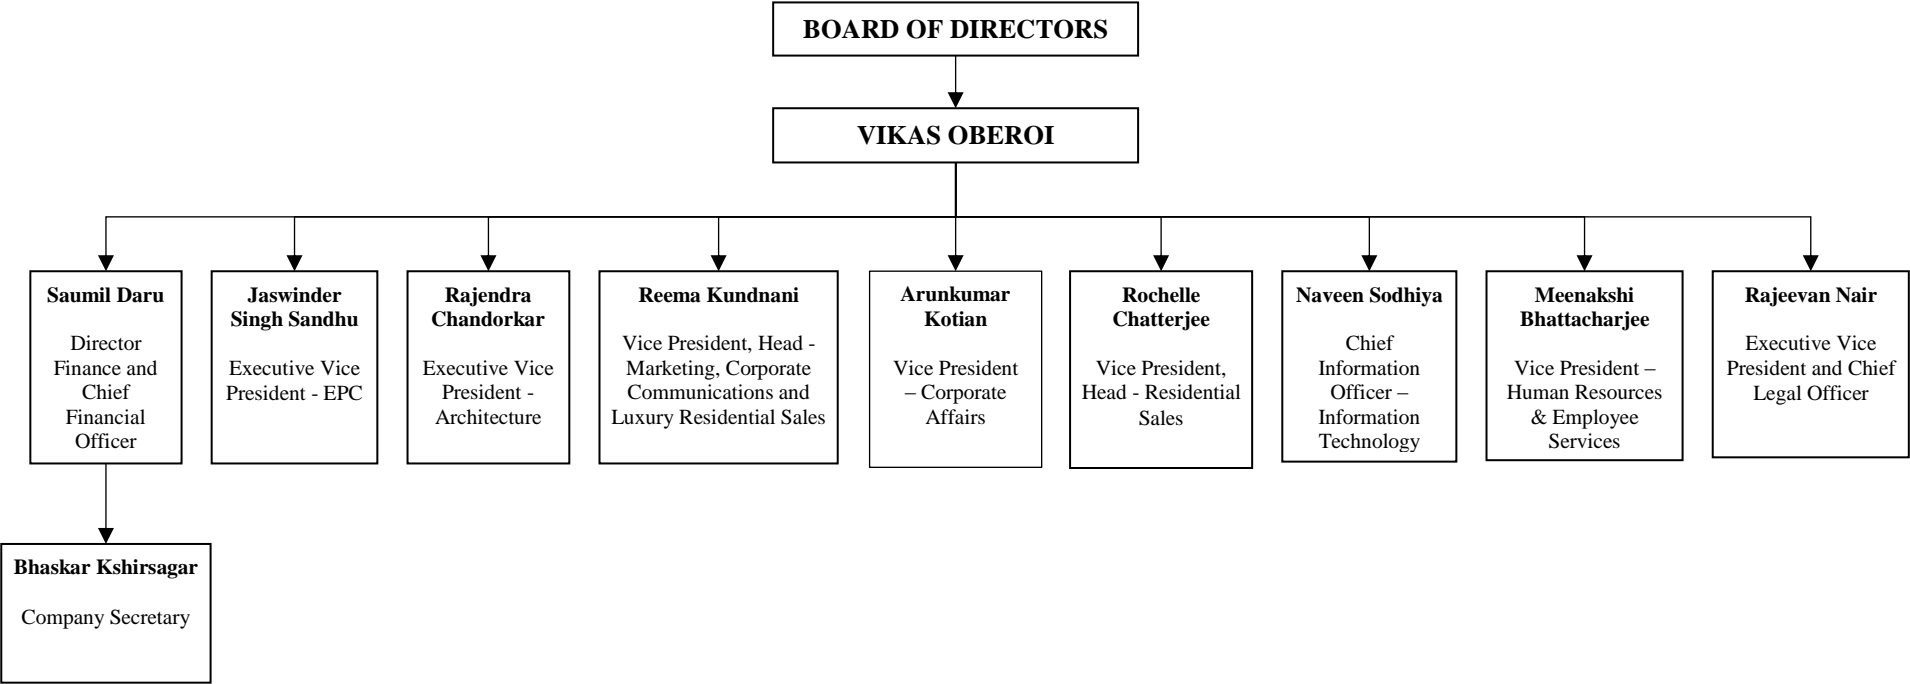 BOARD OF DIRECTORS
VIKAS OBEROI
Saumil Daru
Director
Finance and
Chief
Financial
Officer
Jaswinder
Singh Sandhu
Executive Vice
President - EPC
Rajendra
Chandorkar
Executive Vice
President -
Architecture
Reema Kundnani
Vice President, Head -
Marketing, Corporate
Communications and
Luxury Residential Sales
Arunkumar
Kotian
Vice President
– Corporate
Affairs
Rochelle
Chatterjee
Vice President,
Head - Residential
Sales
Naveen Sodhiya
Chief
Information
Officer –
Information
Technology
Meenakshi
Bhattacharjee
Vice President –
Human Resources
& Employee
Services
Rajeevan Nair
Executive Vice
President and Chief
Legal Officer
Bhaskar Kshirsagar
Company Secretary